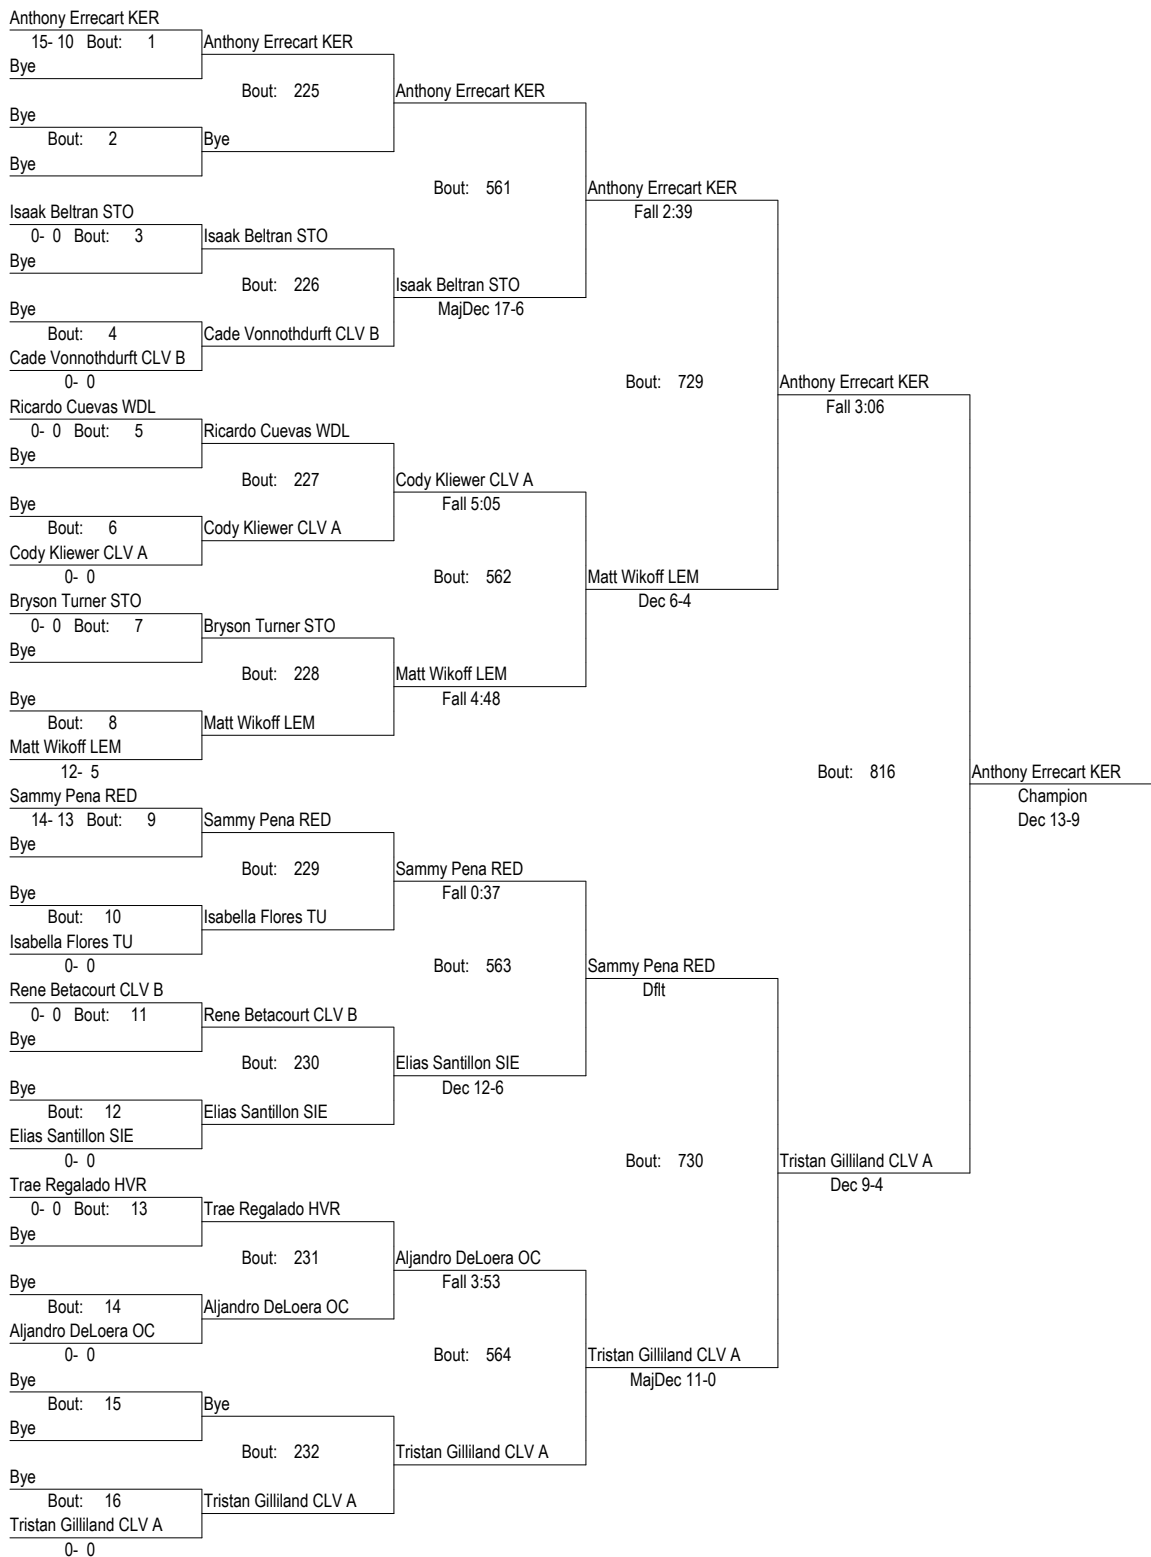 Anthony Errecart KER
15- 10 Bout: 1
Anthony Errecart KER
Bye
Bout: 225
Anthony Errecart KER
Bye
Bout: 2
Bye
Bye
Bout: 561
Anthony Errecart KER
Fall 2:39
Isaak Beltran STO
0- 0 Bout: 3
Isaak Beltran STO
Bye
Bout: 226
Isaak Beltran STO
MajDec 17-6
Bye
Bout: 4
Cade Vonnothdurft CLV B
Cade Vonnothdurft CLV B
0- 0
Bout: 729
Anthony Errecart KER
Fall 3:06
Ricardo Cuevas WDL
0- 0 Bout: 5
Ricardo Cuevas WDL
Bye
Bout: 227
Cody Kliewer CLV A
Fall 5:05
Bye
Bout: 6
Cody Kliewer CLV A
Cody Kliewer CLV A
0- 0
Bout: 562
Matt Wikoff LEM
Dec 6-4
Bryson Turner STO
0- 0 Bout: 7
Bryson Turner STO
Bye
Bout: 228
Matt Wikoff LEM
Fall 4:48
Bye
Bout: 8
Matt Wikoff LEM
Matt Wikoff LEM
12- 5
Bout: 816
Anthony Errecart KER
Champion
Dec 13-9
Sammy Pena RED
14- 13 Bout: 9
Sammy Pena RED
Bye
Bout: 229
Sammy Pena RED
Fall 0:37
Bye
Bout: 10
Isabella Flores TU
Isabella Flores TU
0- 0
Bout: 563
Sammy Pena RED
Dflt
Rene Betacourt CLV B
0- 0 Bout: 11
Rene Betacourt CLV B
Bye
Bout: 230
Elias Santillon SIE
Dec 12-6
Bye
Bout: 12
Elias Santillon SIE
Elias Santillon SIE
0- 0
Bout: 730
Tristan Gilliland CLV A
Dec 9-4
Trae Regalado HVR
0- 0 Bout: 13
Trae Regalado HVR
Bye
Bout: 231
Aljandro DeLoera OC
Fall 3:53
Bye
Bout: 14
Aljandro DeLoera OC
Aljandro DeLoera OC
0- 0
Bout: 564
Tristan Gilliland CLV A
MajDec 11-0
Bye
Bout: 15
Bye
Bye
Bout: 232
Tristan Gilliland CLV A
Bye
Bout: 16
Tristan Gilliland CLV A
Tristan Gilliland CLV A
0- 0